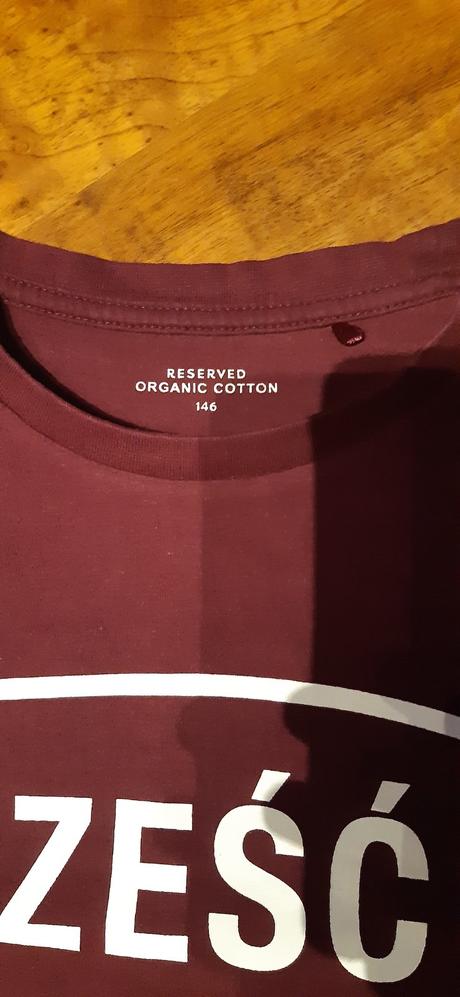 RESERVED
ORGANIC COTTON
146
ZEŚĆ